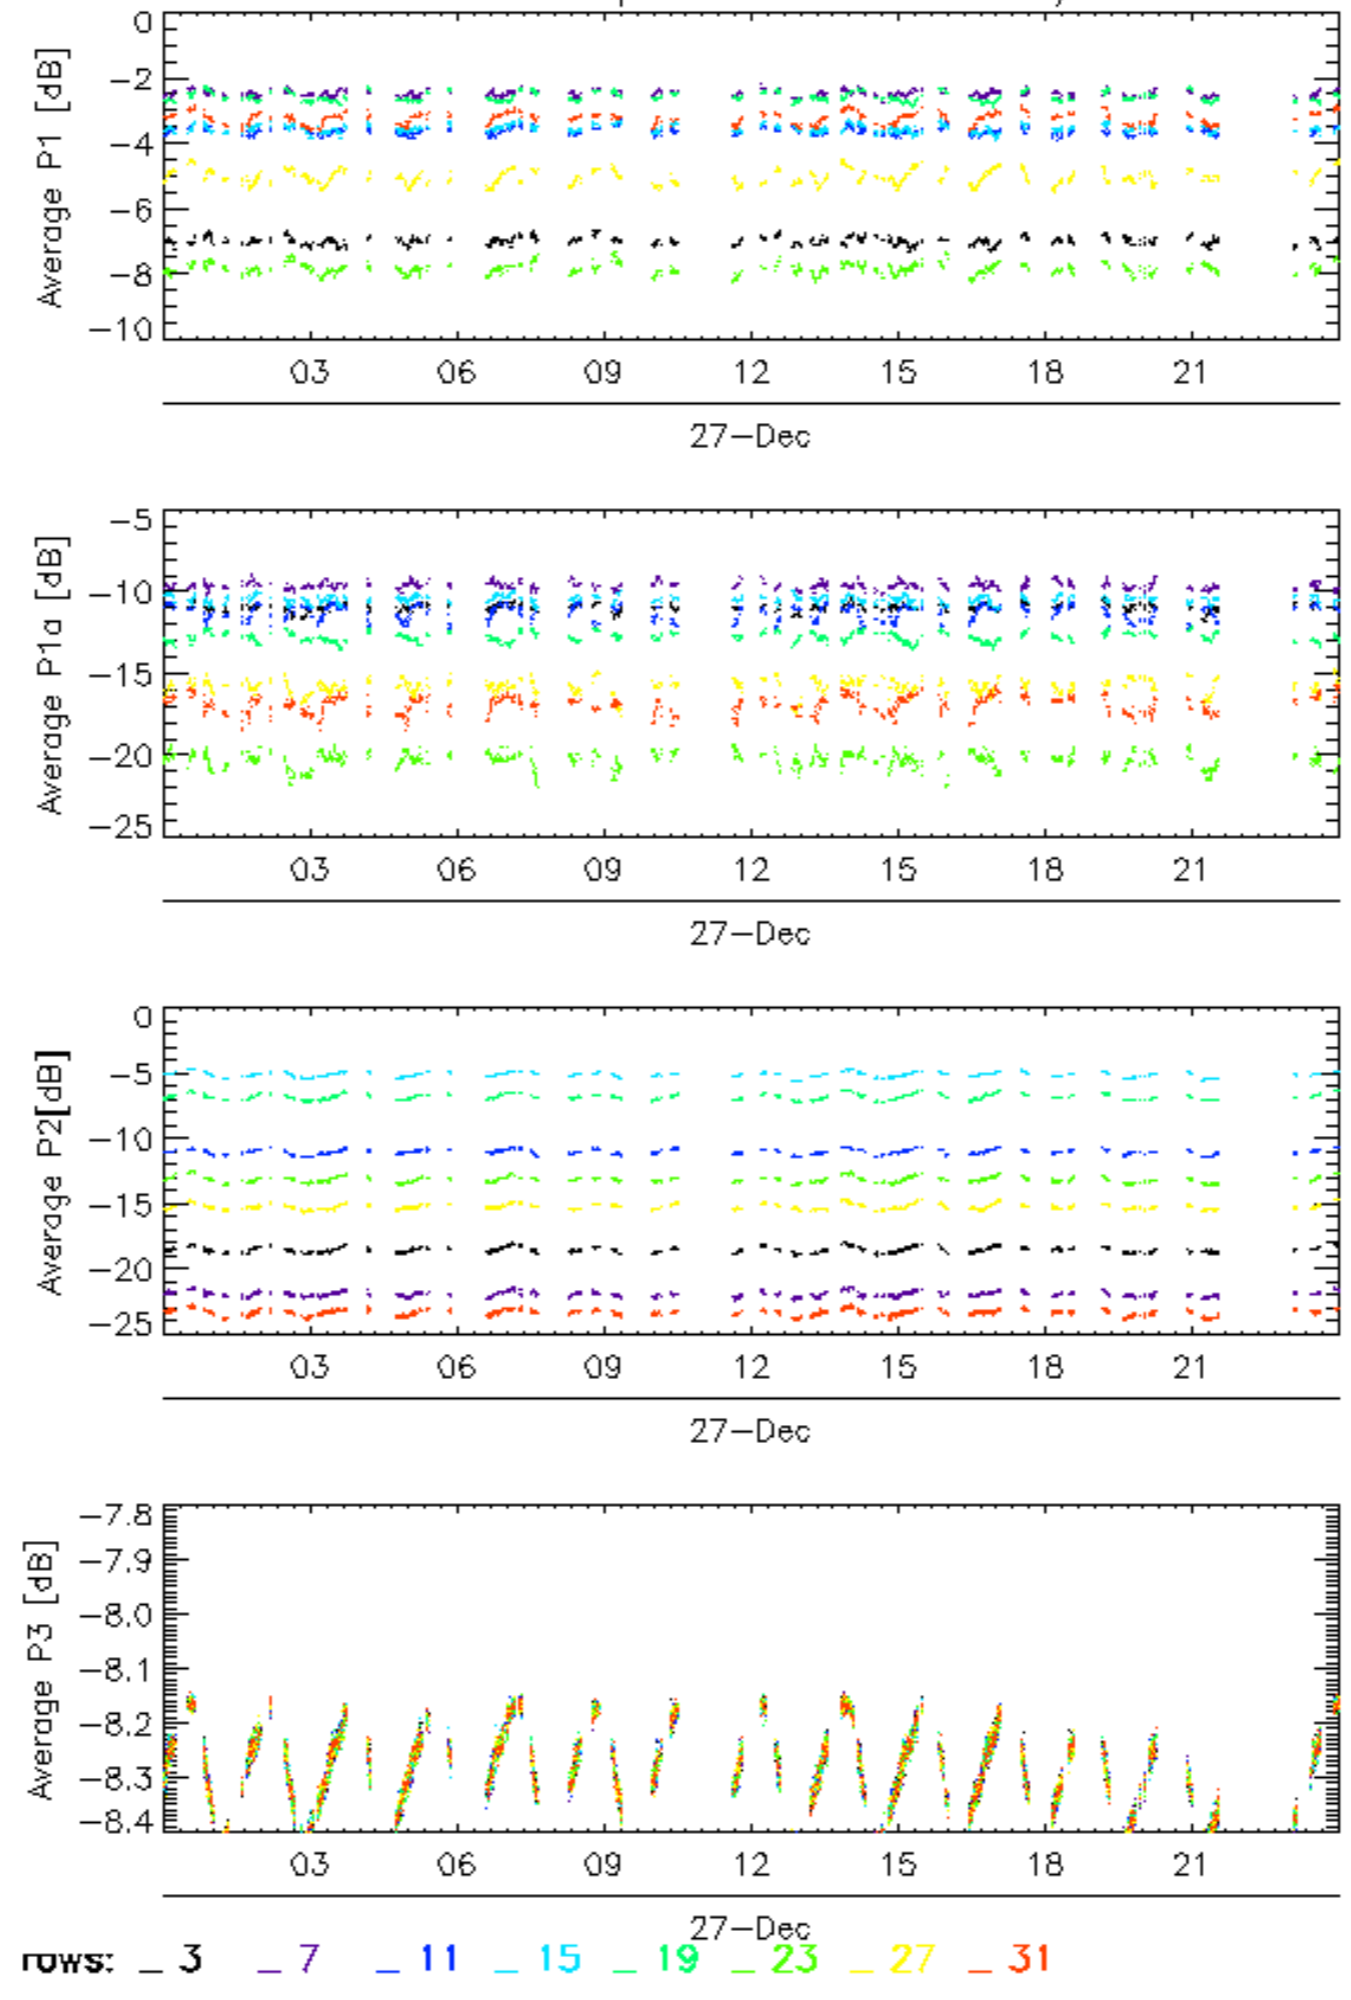 0
−2
−4
−6
−8
−10
Average P1 [dB]
03 06 09 12 15 18 21
27−Dec
−5
−10
−15
−20
−25
Average P1a [dB]
03 06 09 12 15 18 21
27−Dec
0
−5
−10
−15
−20
−25
Average P2[dB]
03 06 09 12 15 18 21
27−Dec
−7.8
−7.9
−8.0
−8.1
−8.2
−8.3
−8.4
Average P3 [dB]
03 06 09 12 15 18 21
27−Dec
rows: _ 3 _ 7 _ 11 _ 15 _ 19 _ 23 _ 27 _ 31